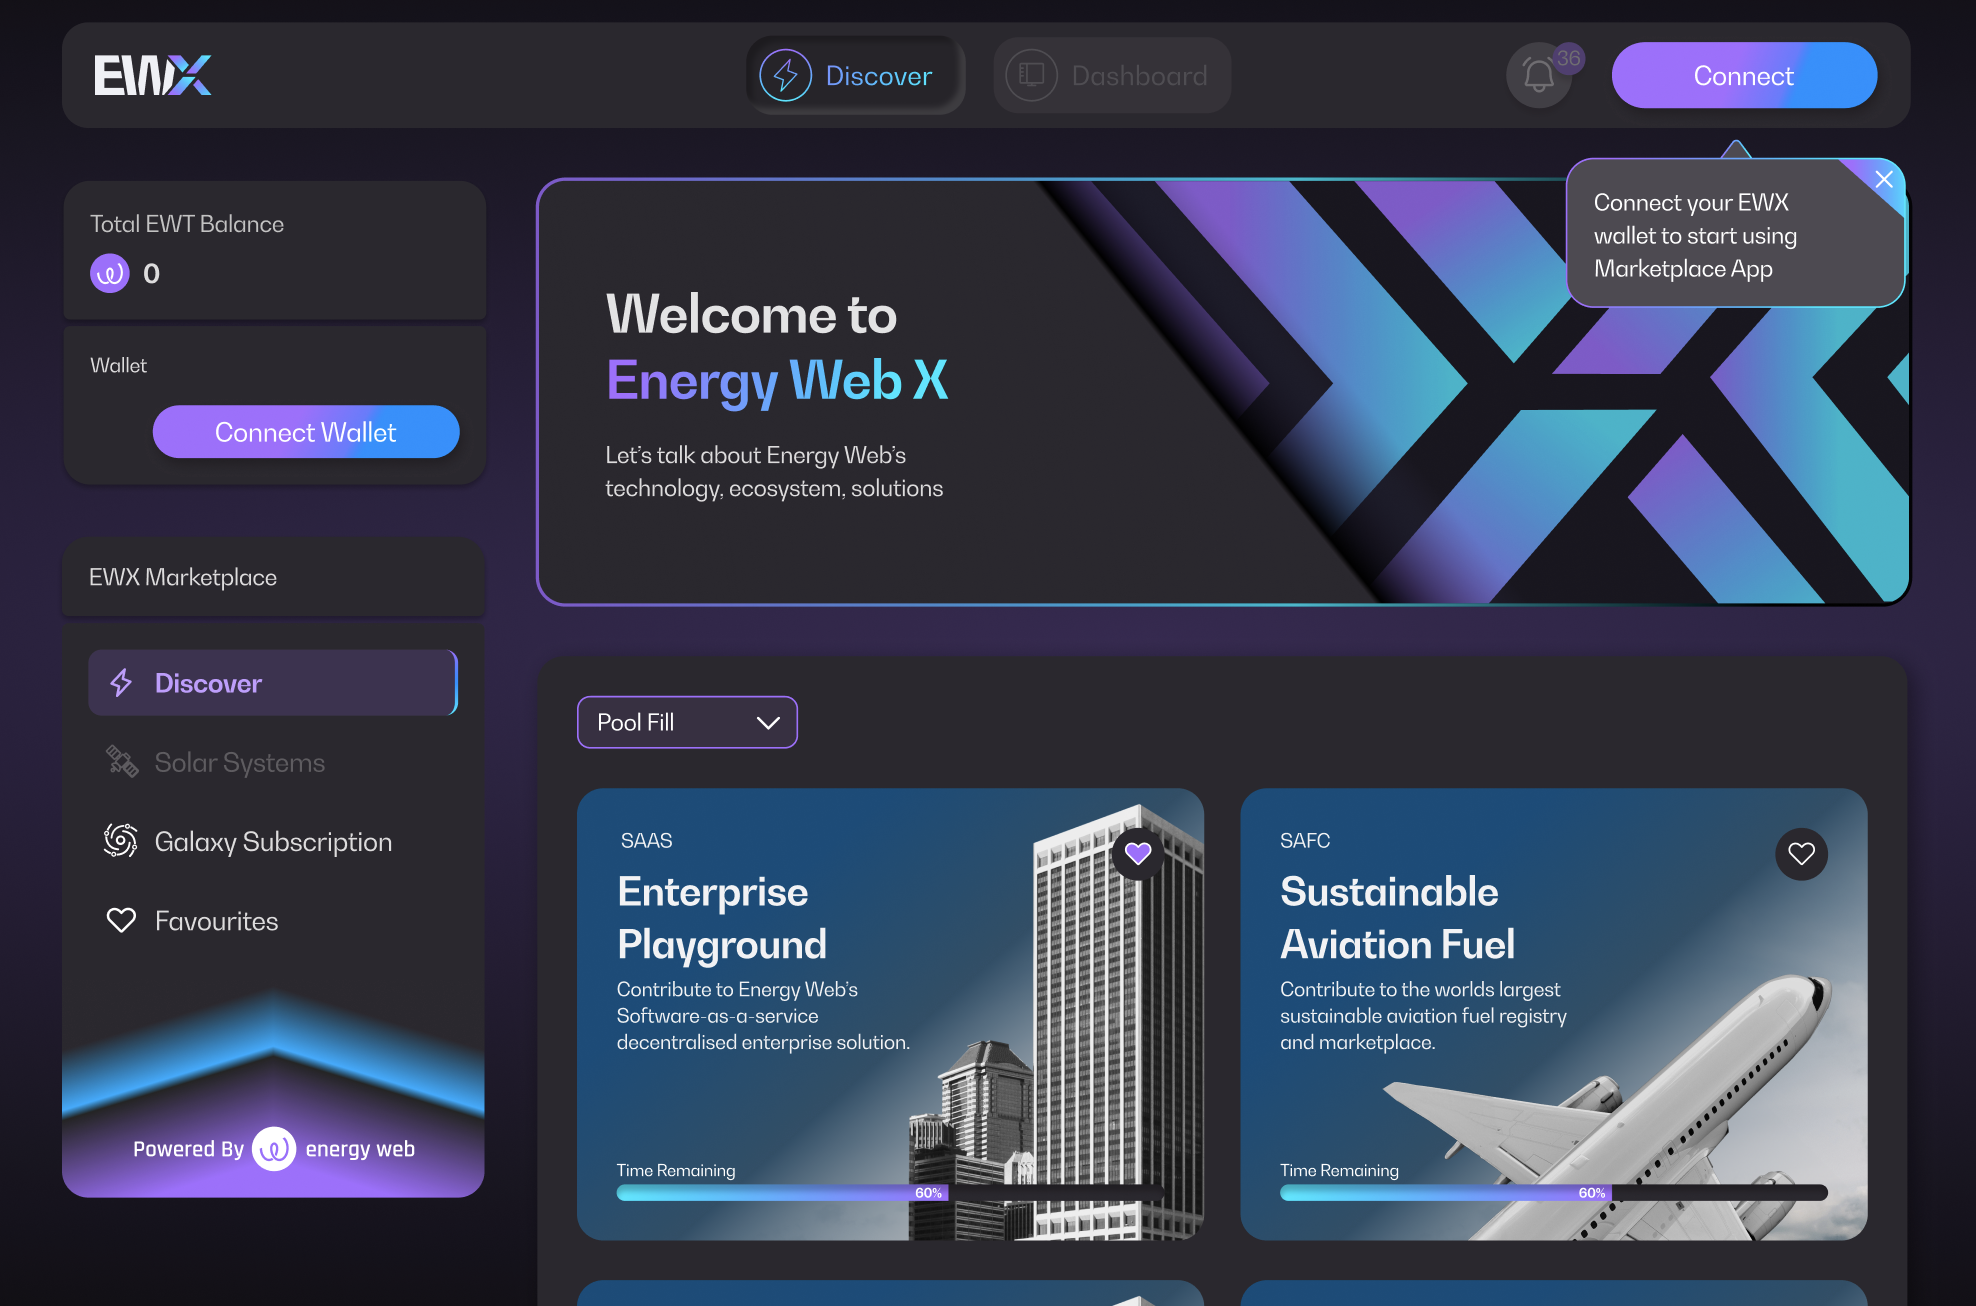 EWX
Discover
Dashboard
36
Connect
Connect your EWX
wallet to start using
Marketplace App
Total EWT Balance
0
Wallet
Connect Wallet
EWX Marketplace
Discover
Solar Systems
Galaxy Subscription
Favourites
Powered By energy web
Welcome to
Energy Web X
Let's talk about Energy Web's
technology, ecosystem, solutions
Pool Fill
SAAS
Enterprise
Playground
Contribute to Energy Web's
Software-as-a-service
decentralised enterprise solution.
Time Remaining
60%
SAFC
Sustainable
Aviation Fuel
Contribute to the worlds largest
sustainable aviation fuel registry
and marketplace.
Time Remaining
60%